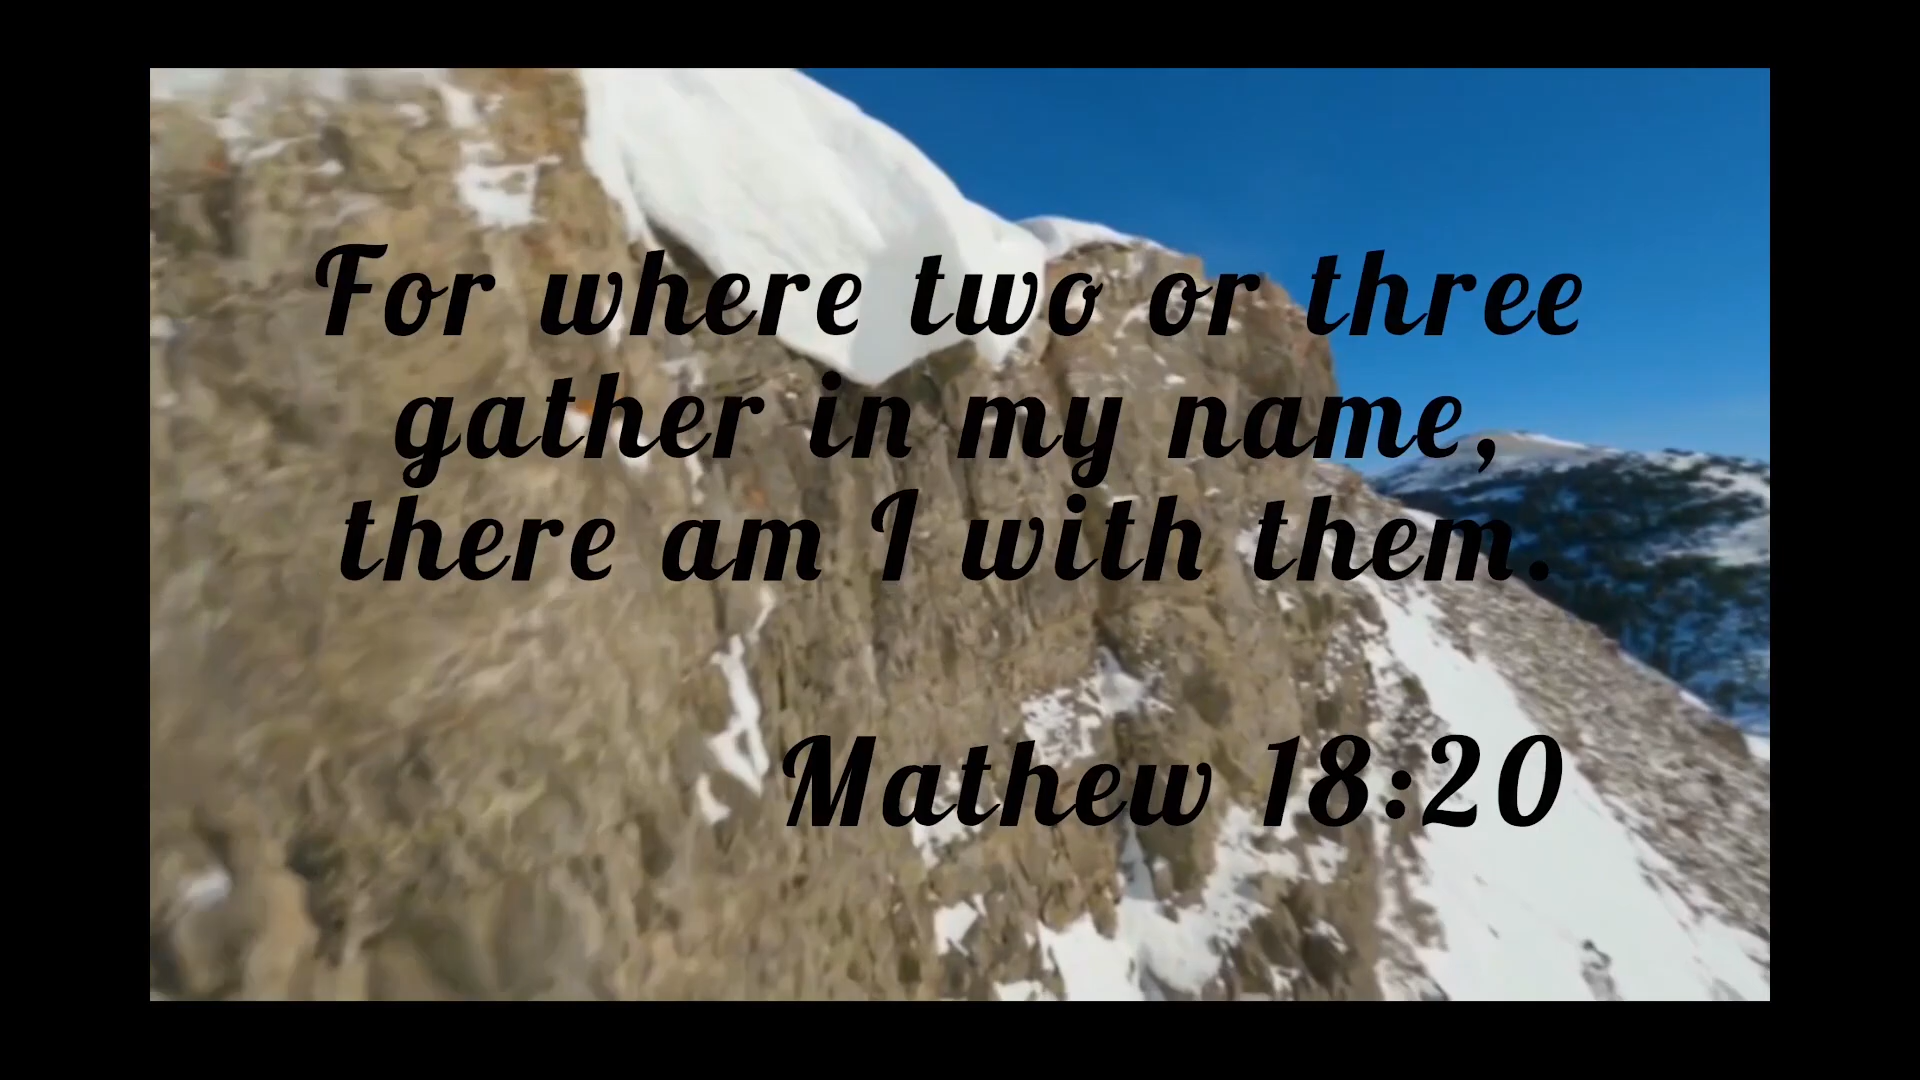 For where two or three
gather in my name,
there am I with them.
Mathew 18:20